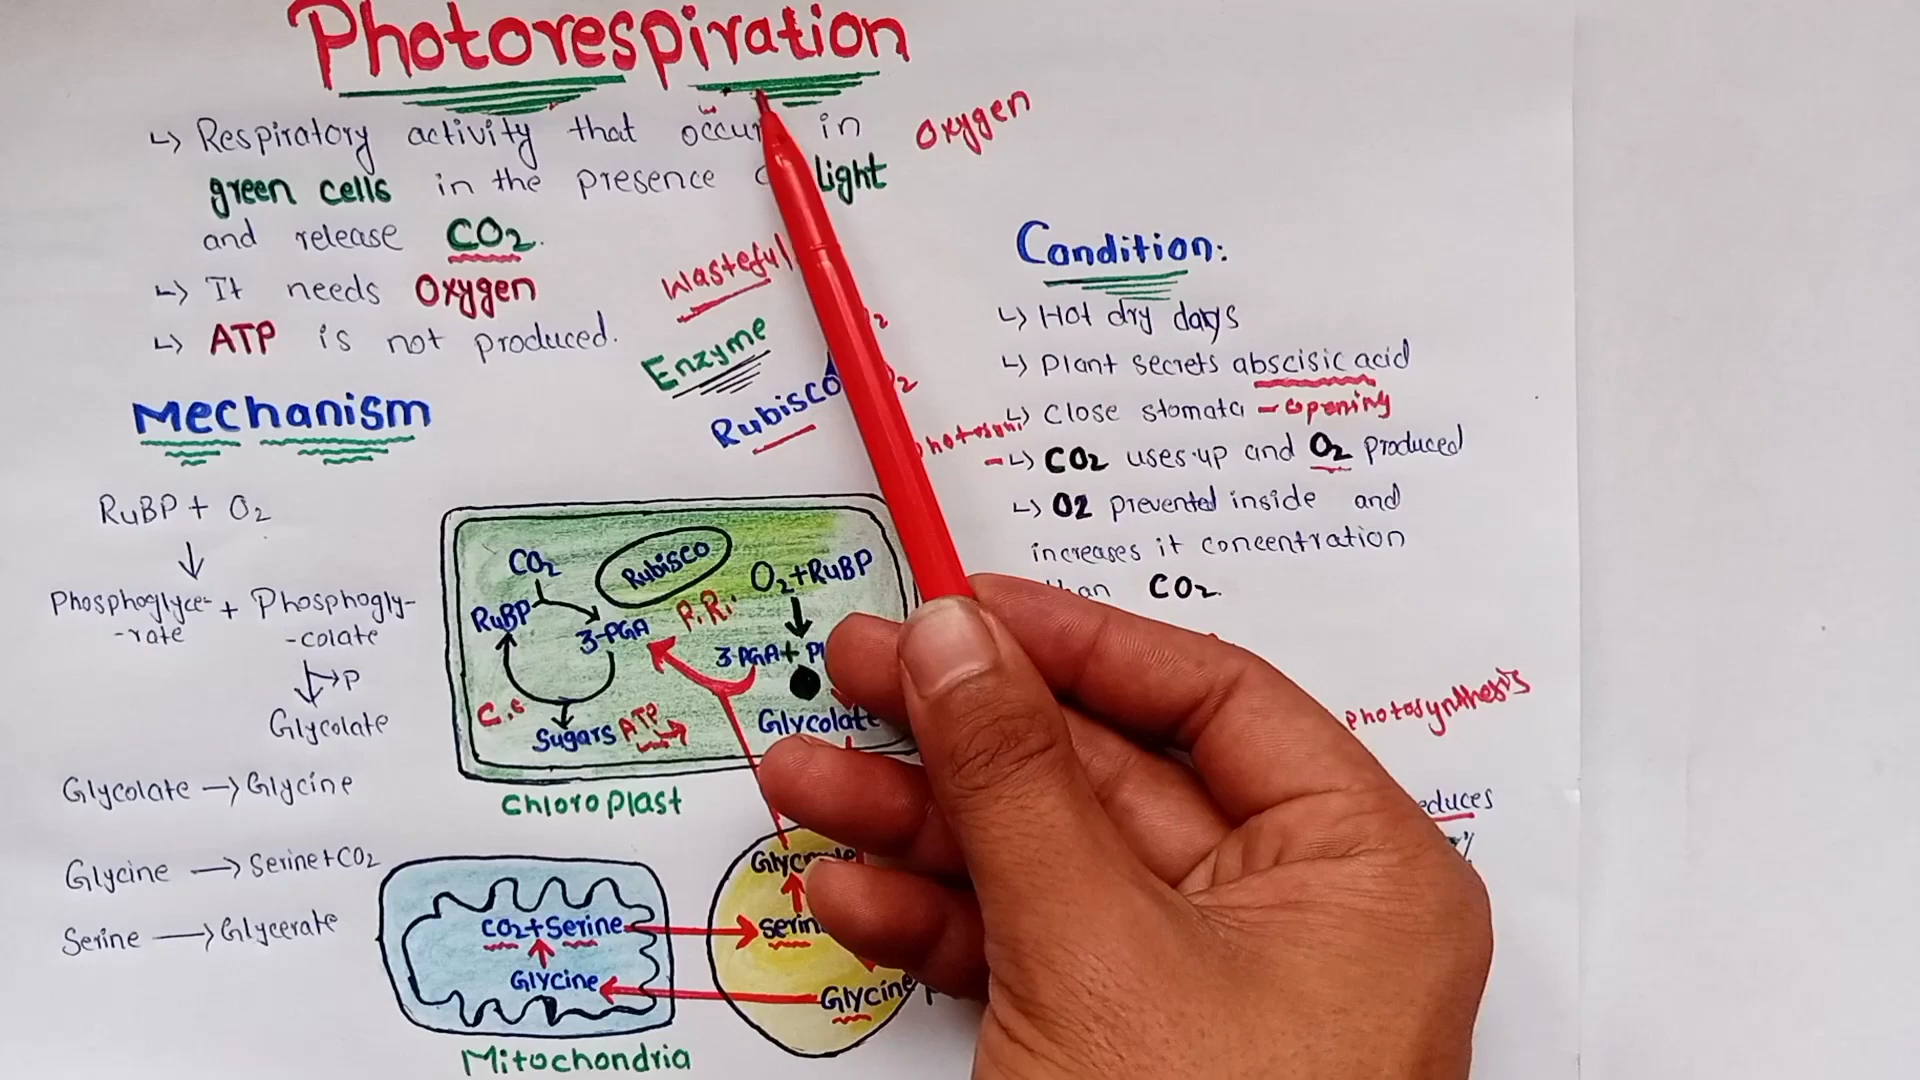 Photorespiration
↳ Respiratory activity that occur in
oxygen
green cells in the presence light
and release CO2.
↳ It needs Oxygen
↳ ATP is not produced.
Wasteful
Enzyme
Rubisco
Mechanism
RuBP + O2
↓
Phosphoglyce- + Phosphogly-
-rate -colate
→P
Glycolate
Glycolate → Glycine
Glycine → Serine+CO2
Serine → Glycerate
Condition:
↳ Hot dry days
↳ Plant secrets abscisic acid
↳ Close stomata - opening
↳ CO2 uses up and O2 produced
↳ O2 prevented inside and
increases it concentration
CO2.
photosynthesis
CO2
Rubisco
O2+RuBP
RuBP
3-PGA
P.R.
3-PGA+
Sugars
ATP
Glycolate
Chloroplast
CO2+Serine
Glycine
Mitochondria
Glycine